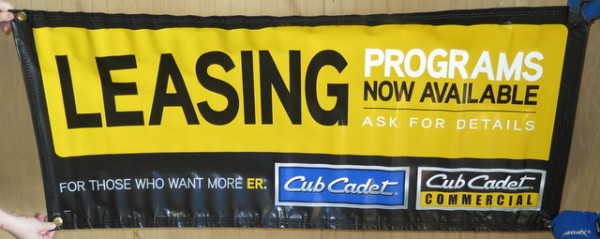 LEASING
PROGRAMS
NOW AVAILABLE
ASK FOR DETAILS
FOR THOSE WHO WANT MORE ER.
Cub Cadet®
Cub Cadet®
COMMERCIAL